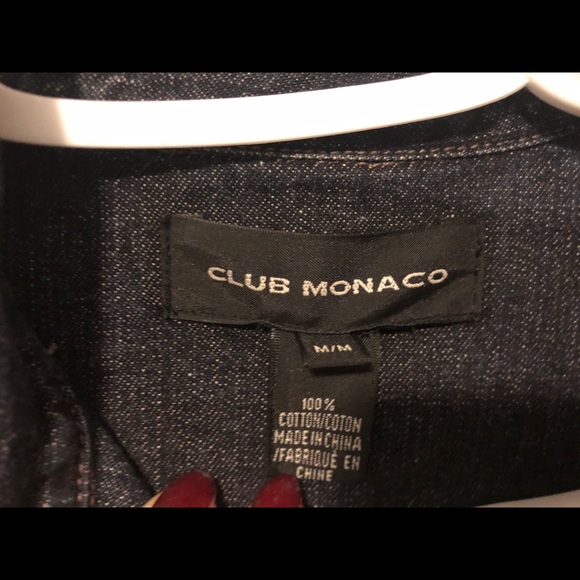 CLUB MONACO
M/M
100%
COTTON/COTON
MADE IN CHINA
/FABRIQUÉ EN
CHINE